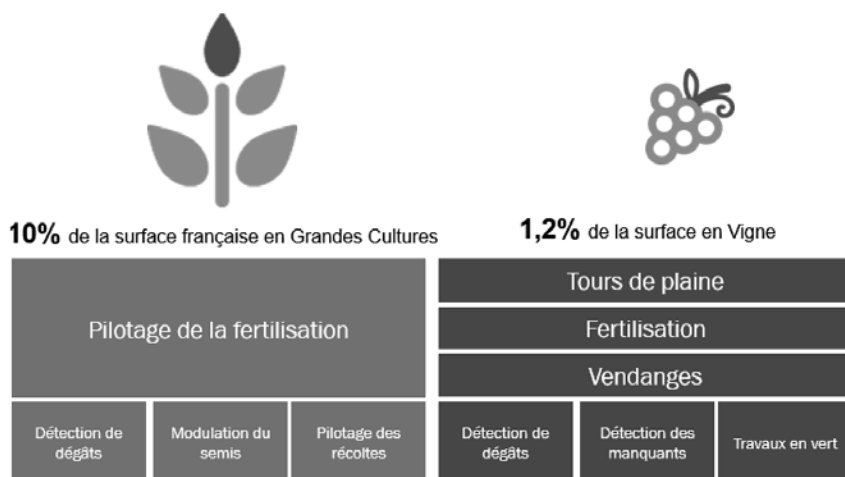 10% de la surface française en Grandes Cultures
1,2% de la surface en Vigne
Pilotage de la fertilisation
Tours de plaine
Fertilisation
Vendanges
Détection de
dégâts
Modulation du
semis
Pilotage des
récoltes
Détection de
dégâts
Détection des
manquants
Travaux en vert